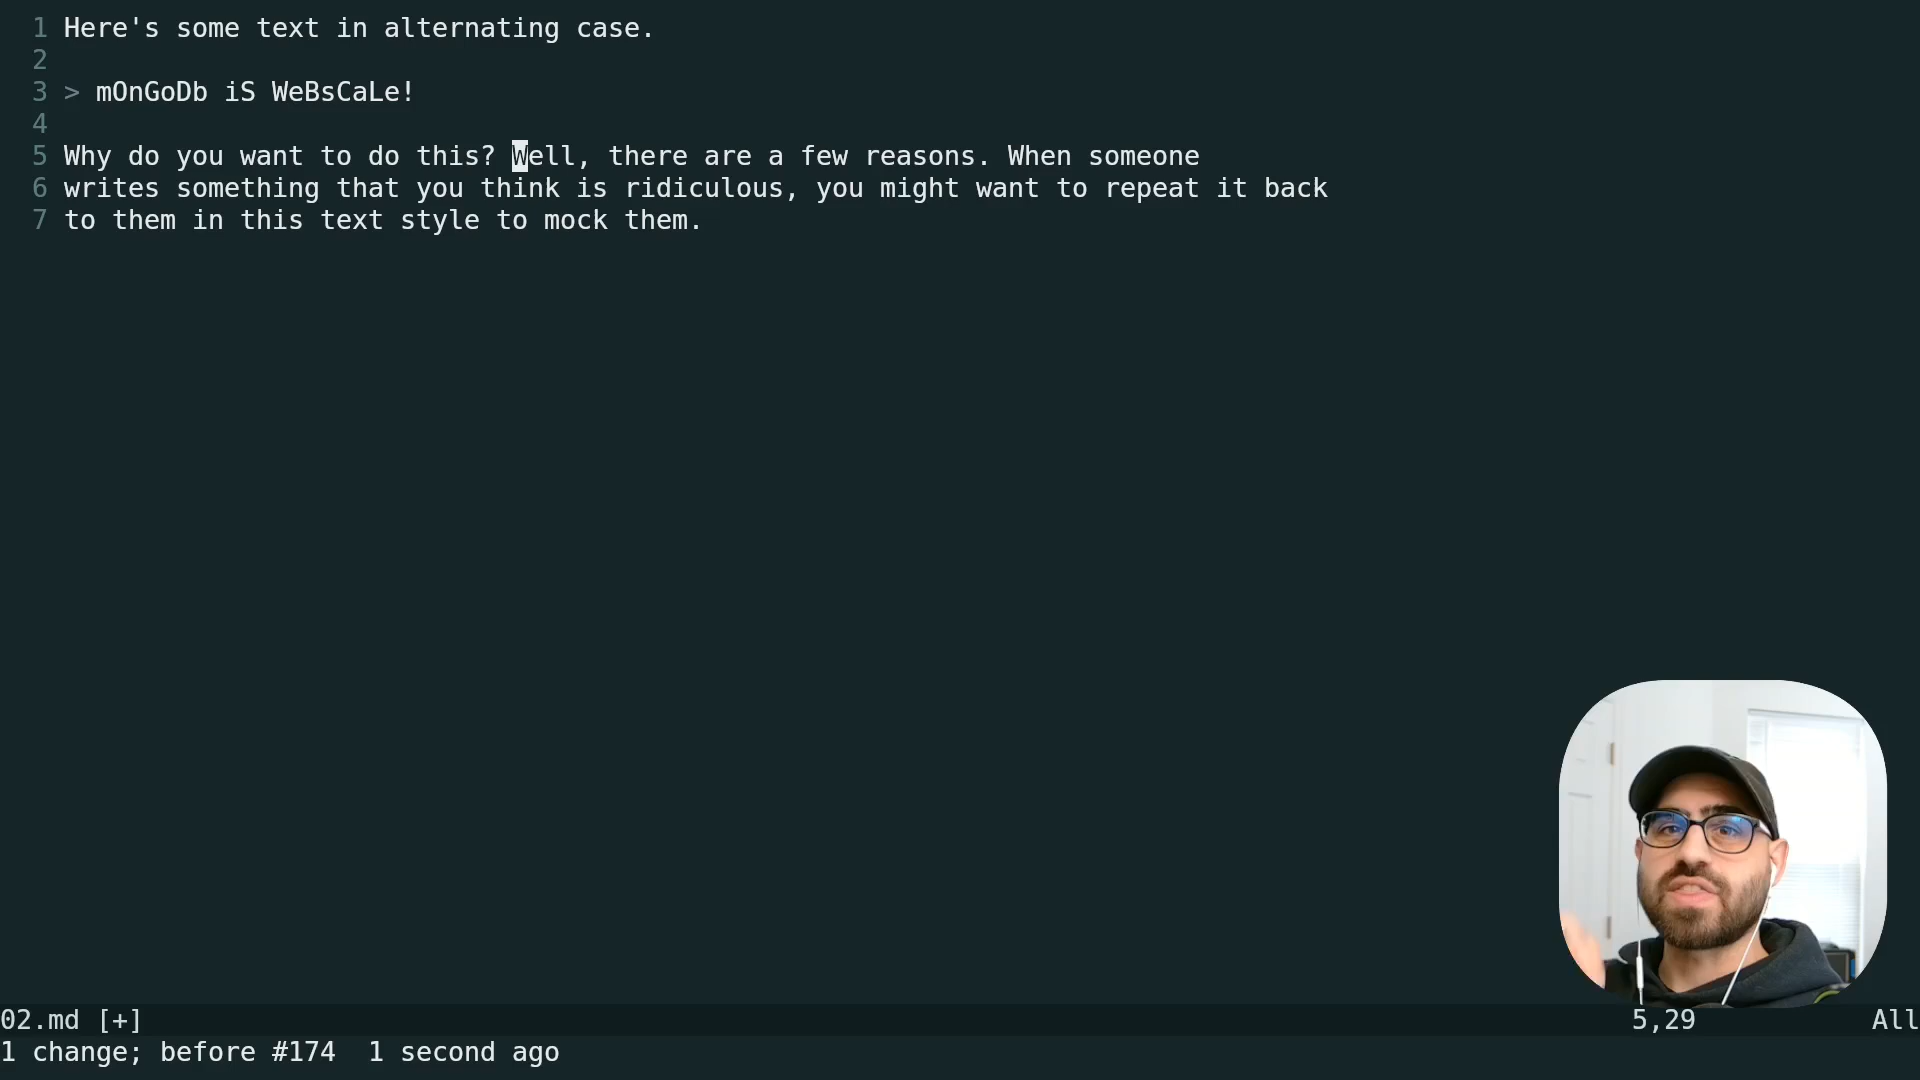 1 Here's some text in alternating case.
2
3 > mOnGoDb iS WeBsCaLe!
4
5 Why do you want to do this? Well, there are a few reasons. When someone
6 writes something that you think is ridiculous, you might want to repeat it back
7 to them in this text style to mock them.
02.md [+] 5,29 All
1 change; before #174 1 second ago